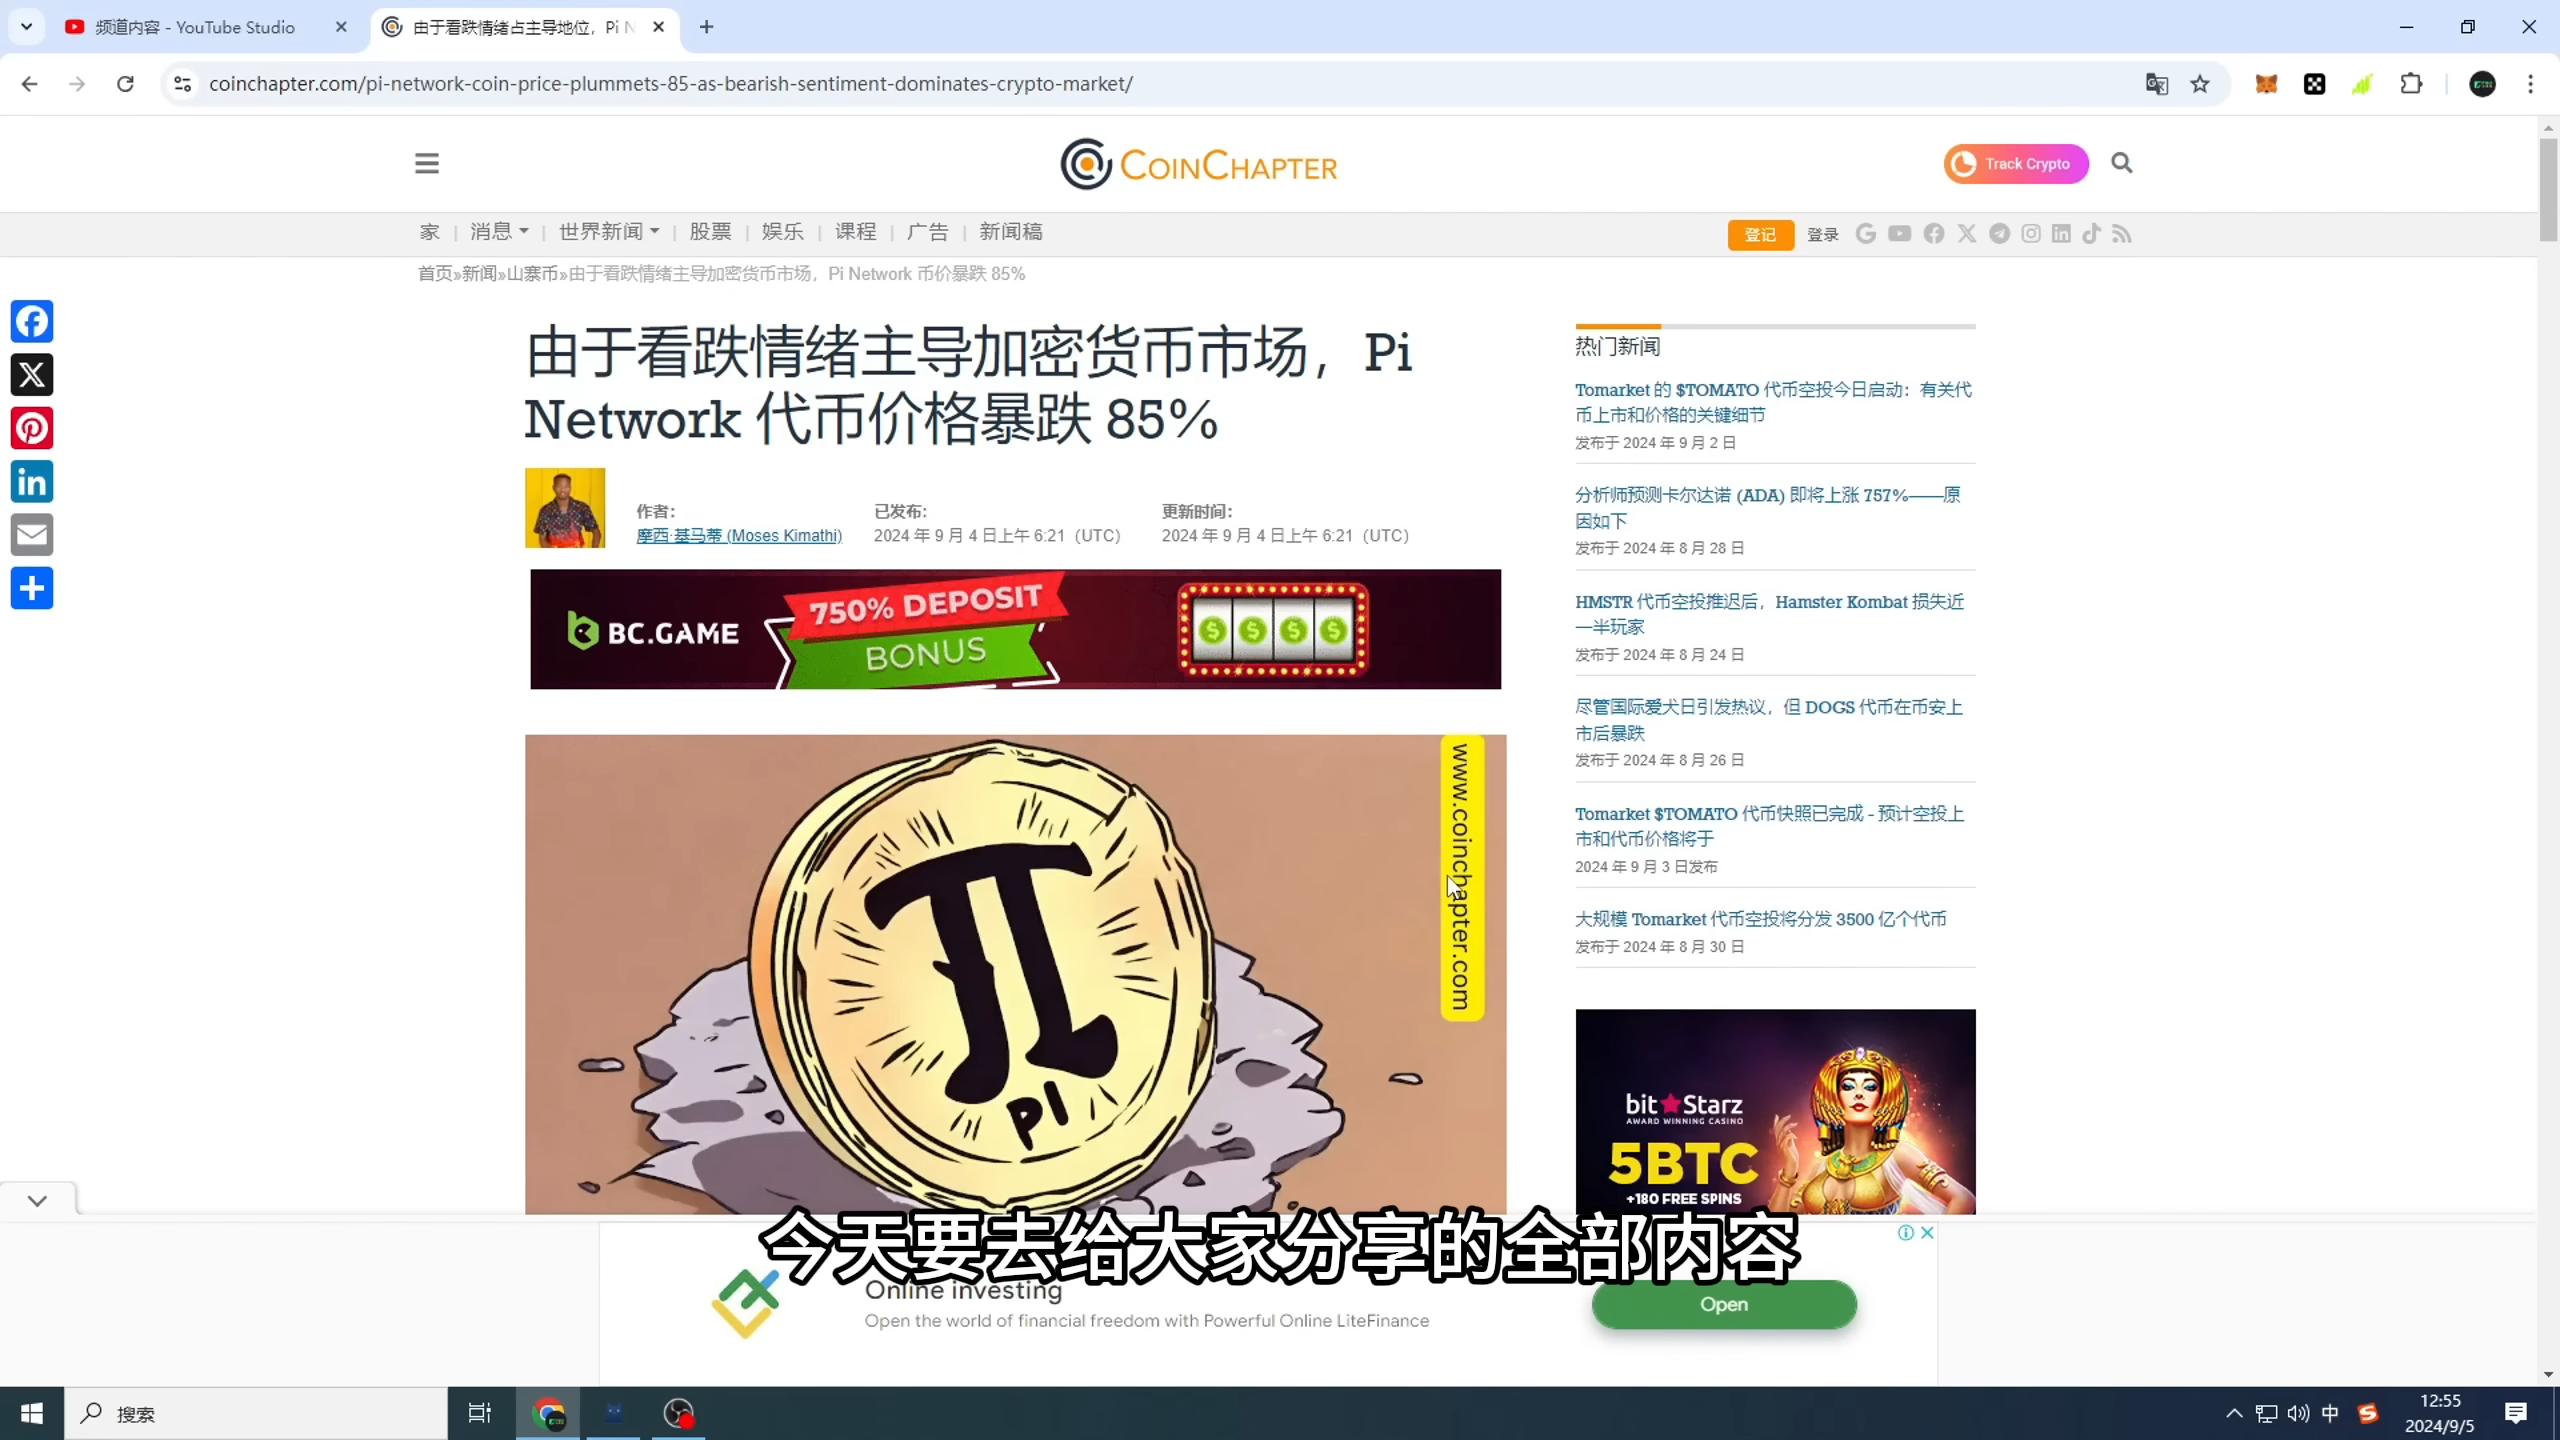 频道内容 - YouTube Studio
由于看跌情绪占主导地位，Pi N
coinchapter.com/pi-network-coin-price-plummets-85-as-bearish-sentiment-dominates-crypto-market/
COINCHAPTER
Track Crypto
家 | 消息 | 世界新闻 | 股票 | 娱乐 | 课程 | 广告 | 新闻稿
登记 登录
首页»新闻»山寨币»由于看跌情绪主导加密货币市场，Pi Network 币价暴跌 85%
由于看跌情绪主导加密货币市场，Pi
Network 代币价格暴跌 85%
作者：
摩西·基马蒂 (Moses Kimathi)
已发布：
2024 年 9 月 4 日上午 6:21（UTC）
更新时间：
2024 年 9 月 4 日上午 6:21（UTC）
BC.GAME
750% DEPOSIT
BONUS
www.coinchapter.com
PI
热门新闻
Tomarket 的 $TOMATO 代币空投今日启动：有关代
币上市和价格的关键细节
发布于 2024 年 9 月 2 日
分析师预测卡尔达诺 (ADA) 即将上涨 757%——原
因如下
发布于 2024 年 8 月 28 日
HMSTR 代币空投推迟后，Hamster Kombat 损失近
一半玩家
发布于 2024 年 8 月 24 日
尽管国际爱犬日引发热议，但 DOGS 代币在币安上
市后暴跌
发布于 2024 年 8 月 26 日
Tomarket $TOMATO 代币快照已完成 - 预计空投上
市和代币价格将于
2024 年 9 月 3 日发布
大规模 Tomarket 代币空投将分发 3500 亿个代币
发布于 2024 年 8 月 30 日
bitStarz
AWARD WINNING CASINO
5BTC
+180 FREE SPINS
今天要去给大家分享的全部内容
Online investing
Open the world of financial freedom with Powerful Online LiteFinance
Open
搜索
中
12:55
2024/9/5